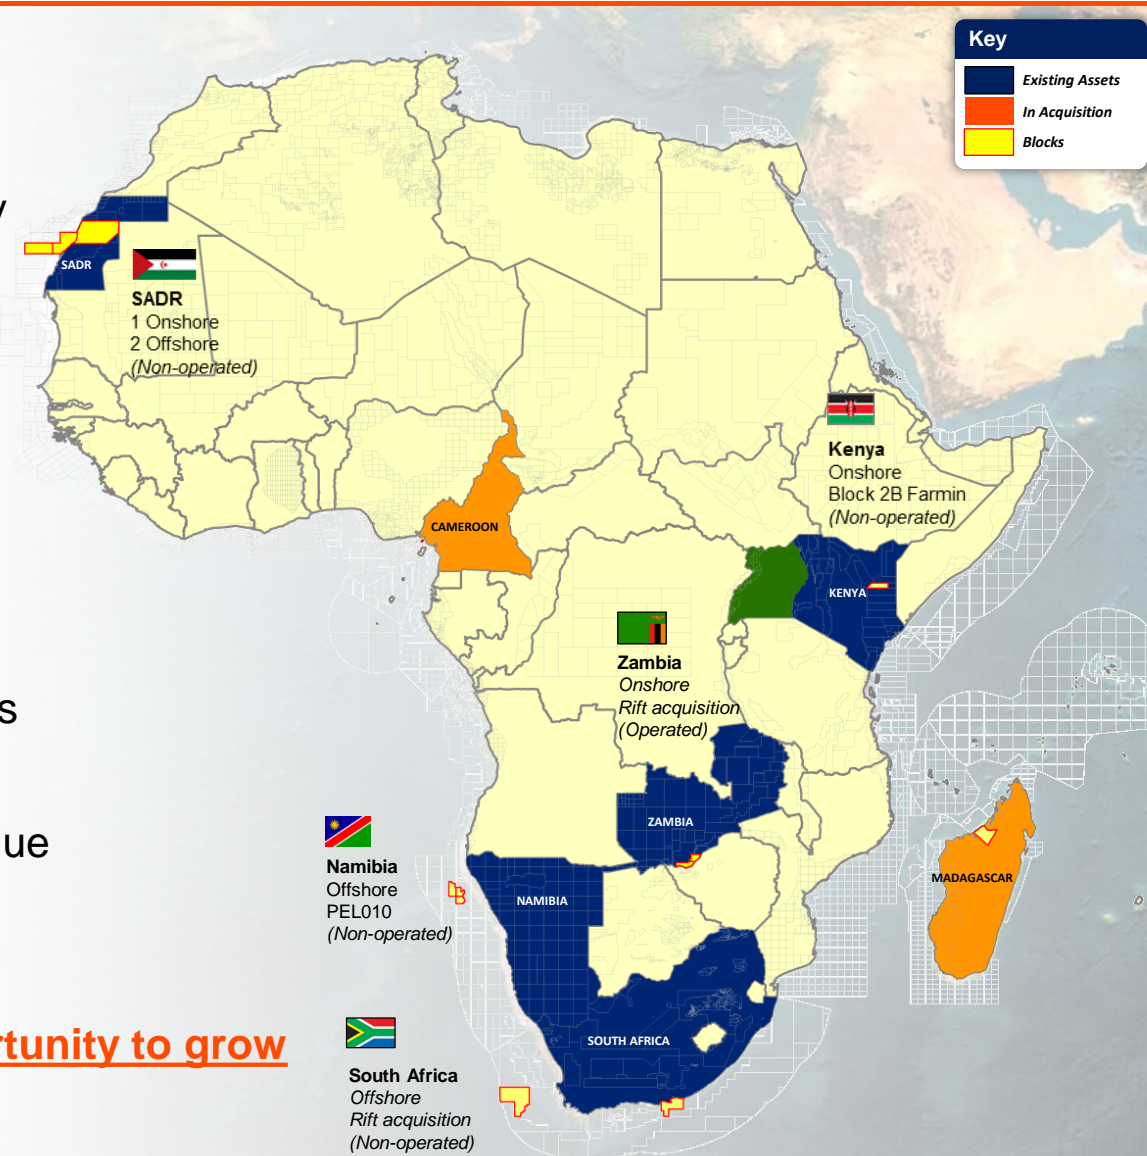 Key
Existing Assets
In Acquisition
Blocks
y
SADR
SADR
1 Onshore
2 Offshore
(Non-operated)
Kenya
Onshore
Block 2B Farmin
(Non-operated)
CAMEROON
KENYA
Zambia
Onshore
Rift acquisition
(Operated)
s
ZAMBIA
ue
Namibia
Offshore
PEL010
(Non-operated)
NAMIBIA
MADAGASCAR
rtunity to grow
SOUTH AFRICA
South Africa
Offshore
Rift acquisition
(Non-operated)